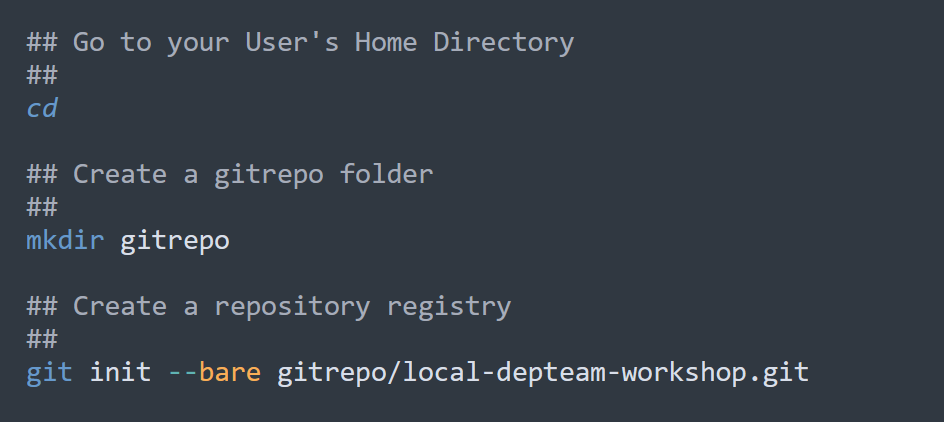 ## Go to your User's Home Directory
##
cd
## Create a gitrepo folder
##
mkdir gitrepo
## Create a repository registry
##
git init --bare gitrepo/local-depteam-workshop.git